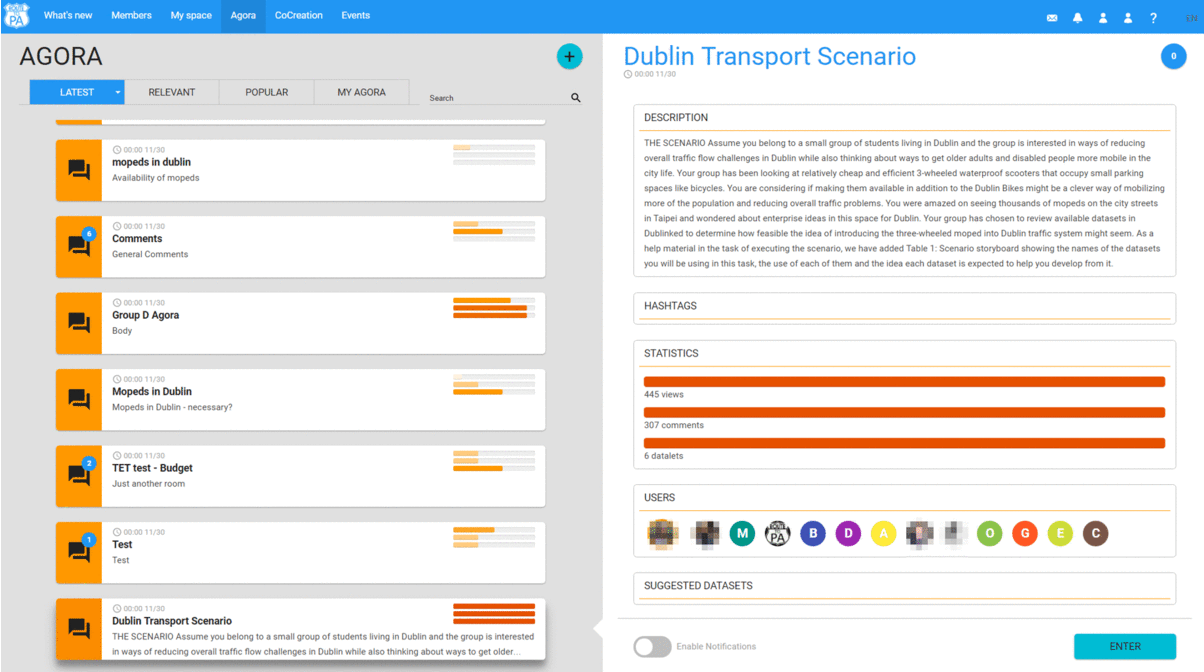 What's new Members My space Agora CoCreation Events ?
AGORA
+
LATEST RELEVANT POPULAR MY AGORA Search
00:00 11/30
mopeds in dublin
Availability of mopeds
6
00:00 11/30
Comments
General Comments
00:00 11/30
Group D Agora
Body
00:00 11/30
Mopeds in Dublin
Mopeds in Dublin - necessary?
2
00:00 11/30
TET test - Budget
Just another room
1
00:00 11/30
Test
Test
00:00 11/30
Dublin Transport Scenario
THE SCENARIO Assume you belong to a small group of students living in Dublin and the group is interested
in ways of reducing overall traffic flow challenges in Dublin while also thinking about ways to get older...
Dublin Transport Scenario
0
00:00 11/30
DESCRIPTION
THE SCENARIO Assume you belong to a small group of students living in Dublin and the group is interested in ways of reducing
overall traffic flow challenges in Dublin while also thinking about ways to get older adults and disabled people more mobile in the
city life. Your group has been looking at relatively cheap and efficient 3-wheeled waterproof scooters that occupy small parking
spaces like bicycles. You are considering if making them available in addition to the Dublin Bikes might be a clever way of mobilizing
more of the population and reducing overall traffic problems. You were amazed on seeing thousands of mopeds on the city streets
in Taipei and wondered about enterprise ideas in this space for Dublin. Your group has chosen to review available datasets in
Dublinked to determine how feasible the idea of introducing the three-wheeled moped into Dublin traffic system might seem. As a
help material in the task of executing the scenario, we have added Table 1: Scenario storyboard showing the names of the datasets
you will be using in this task, the use of each of them and the idea each dataset is expected to help you develop from it.
HASHTAGS
STATISTICS
445 views
307 comments
6 datalets
USERS
M PA B D A O G E C
SUGGESTED DATASETS
Enable Notifications
ENTER